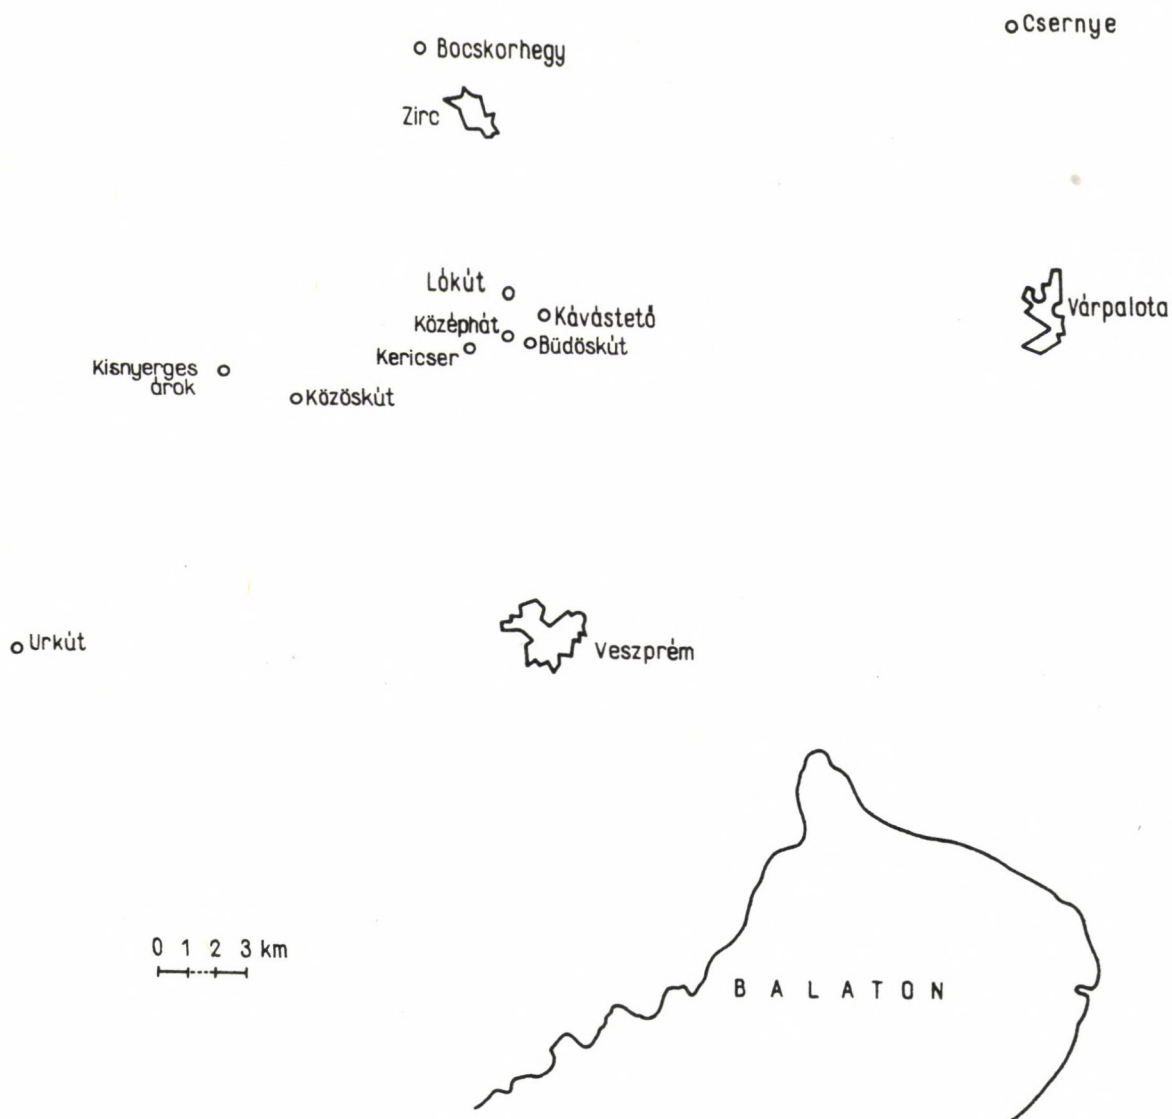 Csernye
Bocskorhegy
Zirc
Lókút
Kávástető
Várpalota
Középhát
Büdöskút
Kericser
Kisnyerges
árok
Közöskút
Urkút
Veszprém
0 1 2 3 km
BALATON